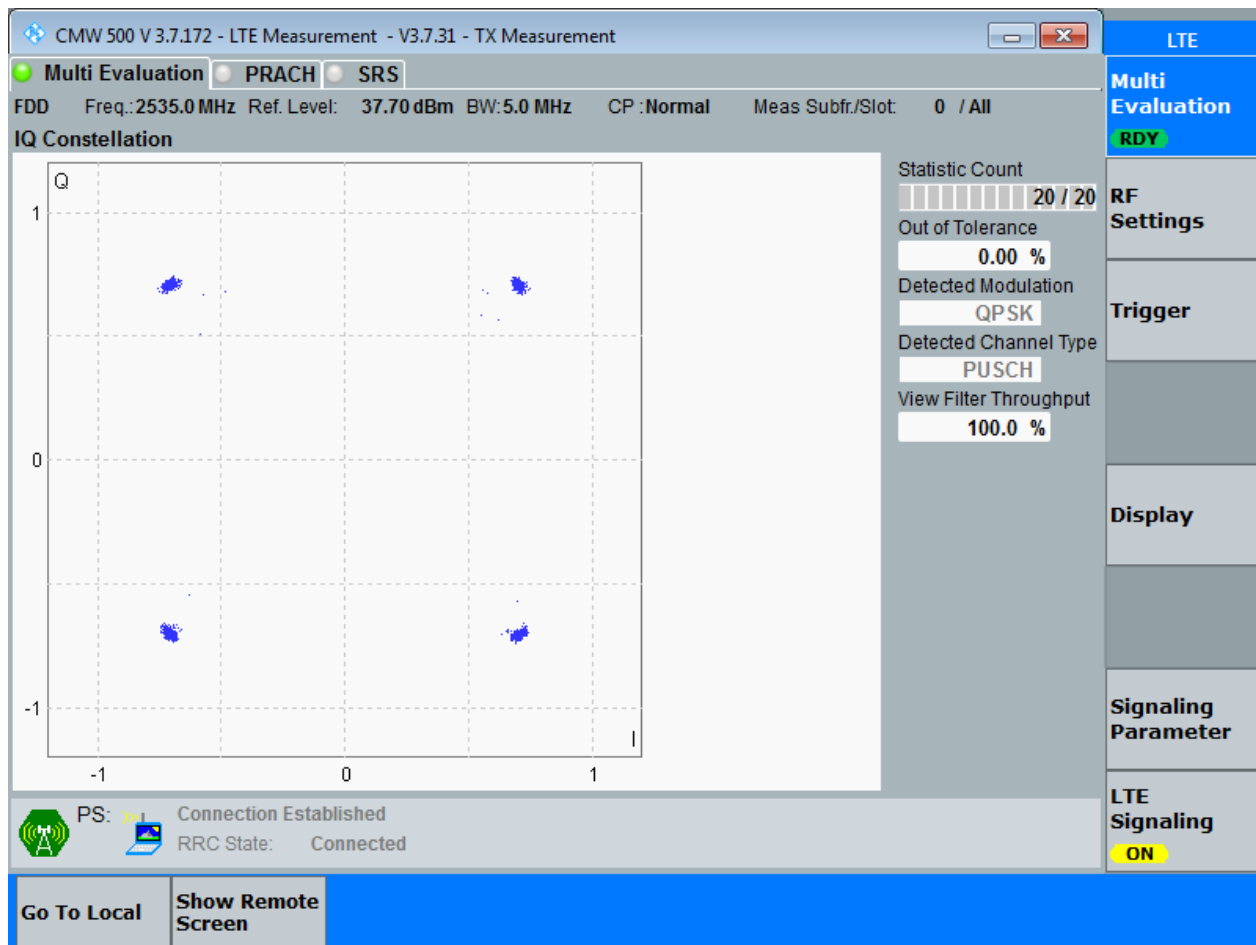 CMW 500 V 3.7.172 - LTE Measurement - V3.7.31 - TX Measurement
LTE
Multi Evaluation PRACH SRS
Multi
Evaluation
RDY
FDD Freq.: 2535.0 MHz Ref. Level: 37.70 dBm BW: 5.0 MHz CP : Normal Meas Subfr./Slot: 0 / All
IQ Constellation
Q
1
0
-1
I
-1 0 1
Statistic Count
20 / 20
Out of Tolerance
0.00 %
Detected Modulation
QPSK
Detected Channel Type
PUSCH
View Filter Throughput
100.0 %
RF
Settings
Trigger
Display
Signaling
Parameter
LTE
Signaling
ON
PS: Connection Established
RRC State: Connected
Go To Local
Show Remote
Screen